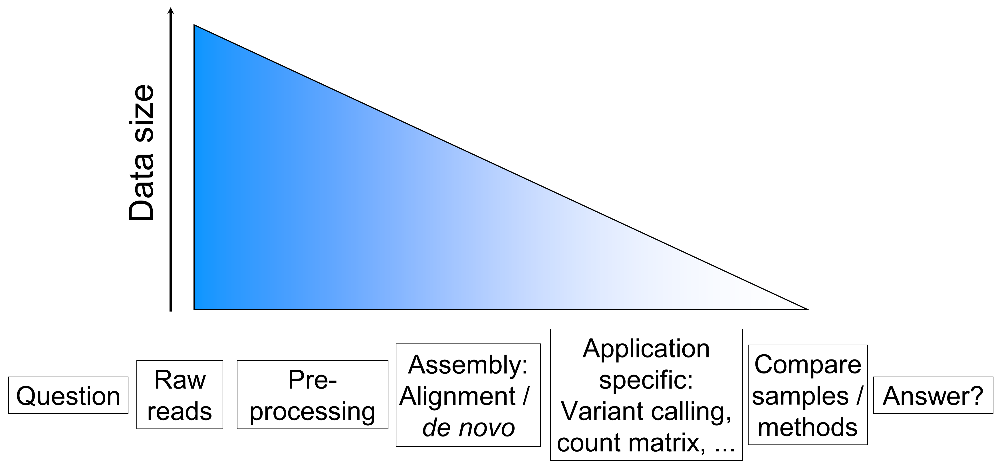 Data size
Question
Raw
reads
Pre-
processing
Assembly:
Alignment /
de novo
Application
specific:
Variant calling,
count matrix, ...
Compare
samples /
methods
Answer?